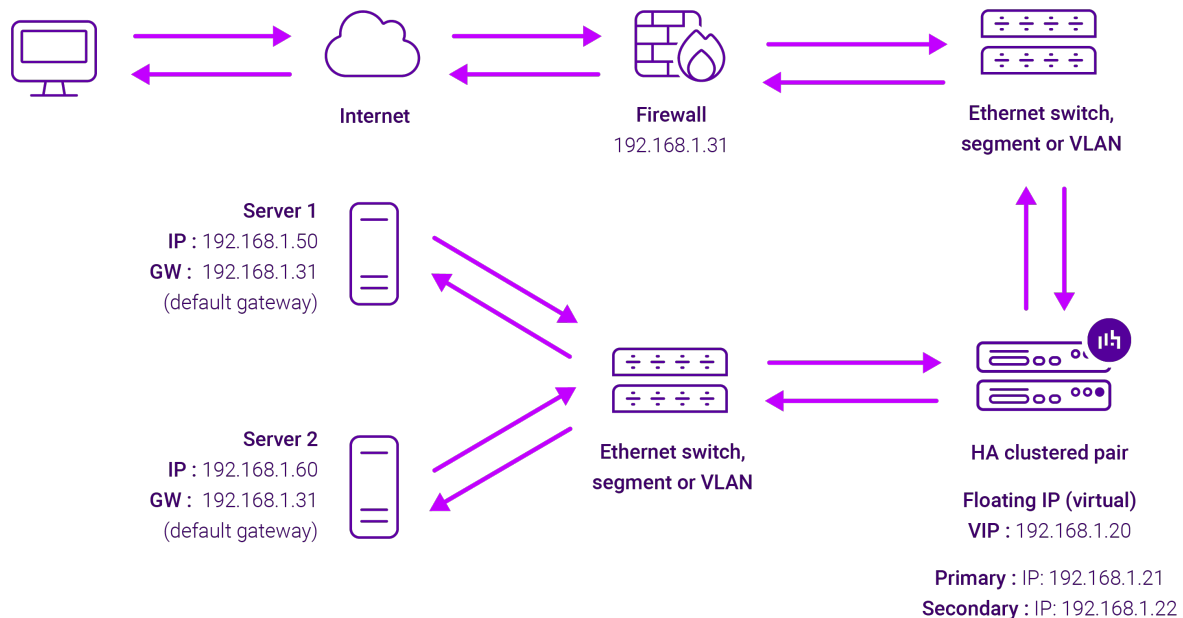 Internet
Firewall
192.168.1.31
Ethernet switch,
segment or VLAN
Server 1
IP : 192.168.1.50
GW : 192.168.1.31
(default gateway)
Server 2
IP : 192.168.1.60
GW : 192.168.1.31
(default gateway)
Ethernet switch,
segment or VLAN
HA clustered pair
Floating IP (virtual)
VIP : 192.168.1.20
Primary : IP: 192.168.1.21
Secondary : IP: 192.168.1.22